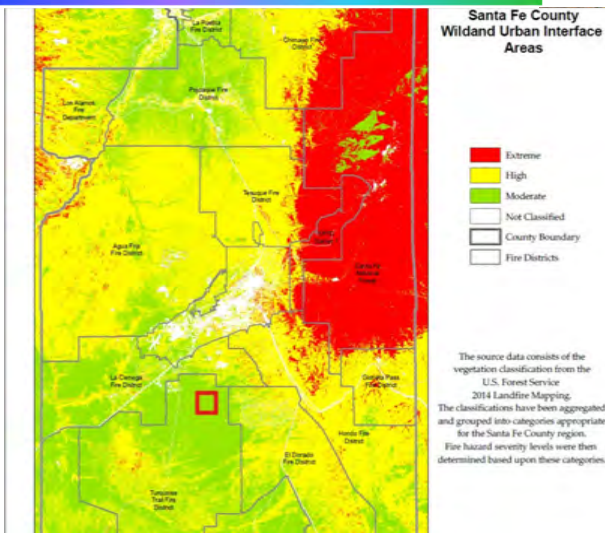 Santa Fe County
Wildand Urban Interface
Areas
La Puebla
Fire District
Chimayo Fire
District
Pojoaque Fire
District
Los Alamos
Fire
Department
Tesuque Fire
District
Agua Fria
Fire District
Santa Fe
National
Forest
La Cienega
Fire District
Glorieta Pass
Fire District
Hondo Fire
District
El Dorado
Fire District
Turquoise
Trail Fire
District
Extreme
High
Moderate
Not Classified
County Boundary
Fire Districts
The source data consists of the
vegetation classification from the
U.S. Forest Service
2014 Landfire Mapping.
The classifications have been aggregated
and grouped into categories appropriate
for the Santa Fe County region.
Fire hazard severity levels were then
determined based upon these categories